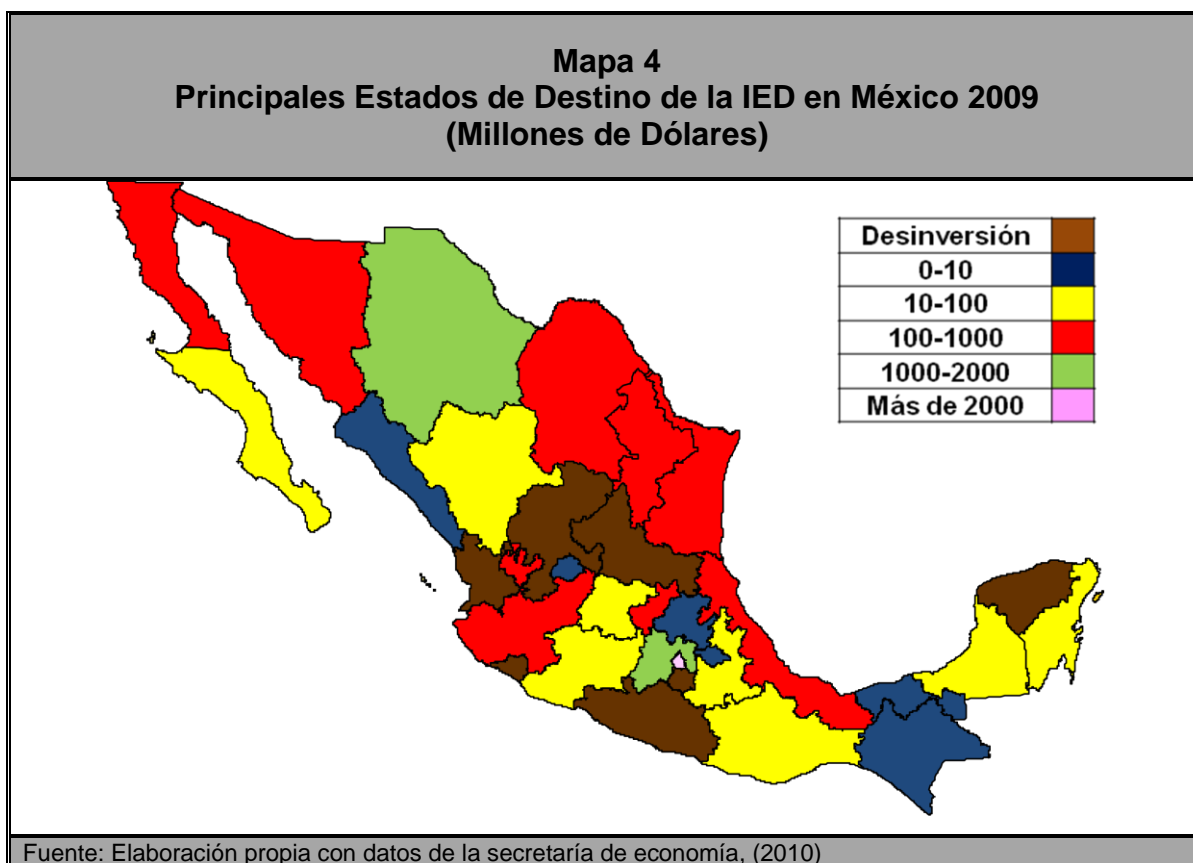 Mapa 4
Principales Estados de Destino de la IED en México 2009
(Millones de Dólares)
Desinversión
0-10
10-100
100-1000
1000-2000
Más de 2000
Fuente: Elaboración propia con datos de la secretaría de economía, (2010)